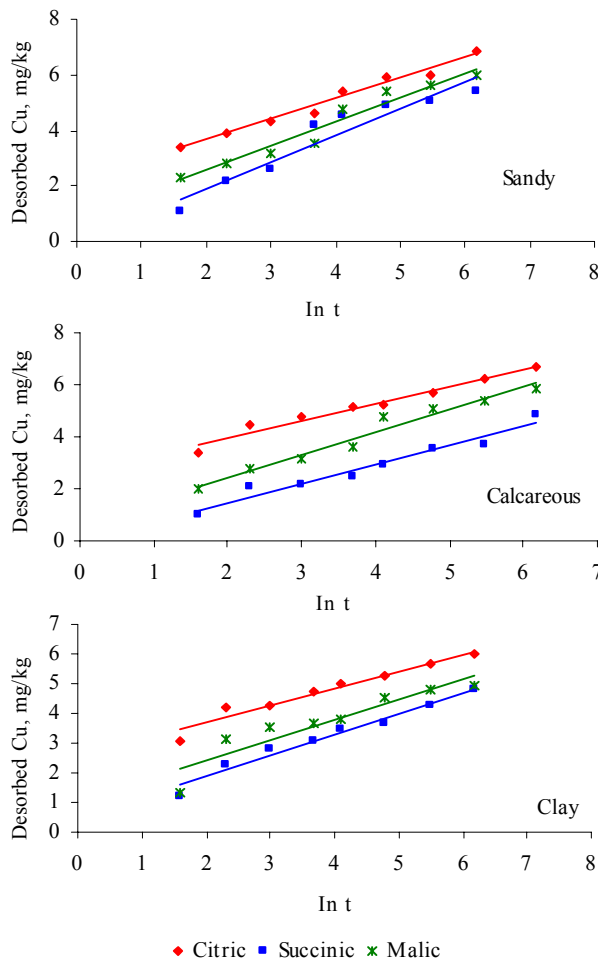 8
6
4
2
0
Desorbed Cu, mg/kg
Sandy
0 1 2 3 4 5 6 7 8
In t
8
6
4
2
0
Desorbed Cu, mg/kg
Calcareous
0 1 2 3 4 5 6 7
In t
7
6
5
4
3
2
1
0
Desorbed Cu, mg/kg
Clay
0 1 2 3 4 5 6 7 8
In t
Citric Succinic Malic